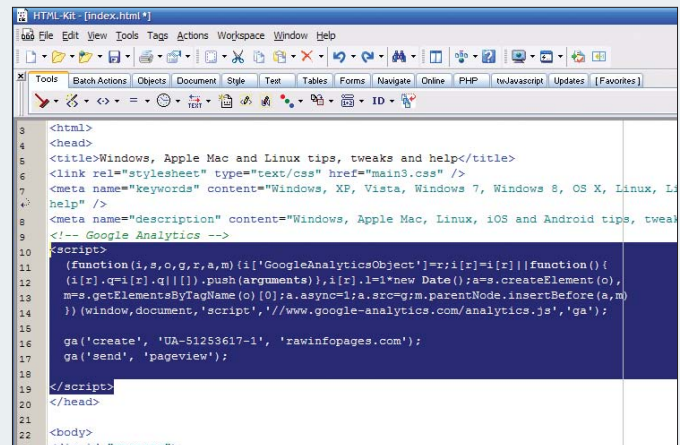 HTML-Kit - [index.html *]
File Edit View Tools Tags Actions Workspace Window Help
Tools Batch Actions Objects Document Style Text Tables Forms Navigate Online PHP twJavascript Updates [Favorites]
TEXT ID
3 <html>
4 <head>
5 <title>Windows, Apple Mac and Linux tips, tweaks and help</title>
6 <link rel="stylesheet" type="text/css" href="main3.css" />
7 <meta name="keywords" content="Windows, XP, Vista, Windows 7, Windows 8, OS X, Linux, Li
help" />
8 <meta name="description" content="Windows, Apple Mac, Linux, iOS and Android tips, tweak
9 <!-- Google Analytics -->
10 <script>
11 (function(i,s,o,g,r,a,m){i['GoogleAnalyticsObject']=r;i[r]=i[r]||function(){
12 (i[r].q=i[r].q||[]).push(arguments)},i[r].l=1*new Date();a=s.createElement(o),
13 m=s.getElementsByTagName(o)[0];a.async=1;a.src=g;m.parentNode.insertBefore(a,m)
14 })(window,document,'script','//www.google-analytics.com/analytics.js','ga');
15
16 ga('create', 'UA-51253617-1', 'rawinfopages.com');
17 ga('send', 'pageview');
18
19 </script>
20 </head>
21
22 <body>